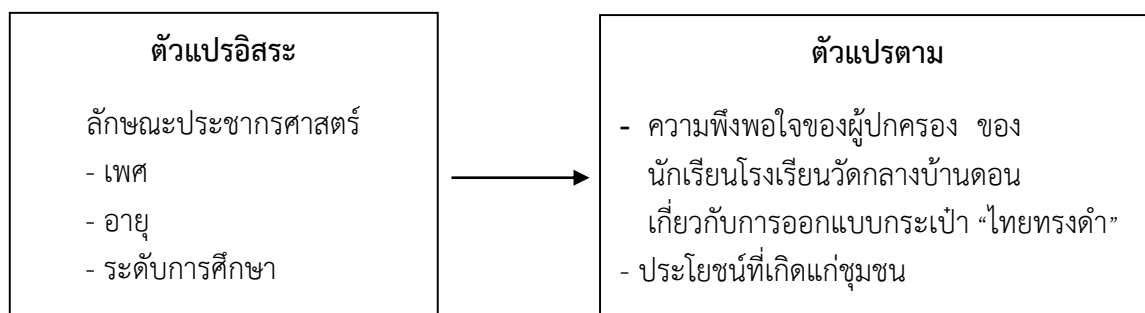 ตัวแปรอิสระ
ลักษณะประชากรศาสตร์
- เพศ
- อายุ
- ระดับการศึกษา
ตัวแปรตาม
- ความพึงพอใจของผู้ปกครอง ของ
นักเรียนโรงเรียนวัดกลางบ้านดอน
เกี่ยวกับการออกแบบกระเป๋า “ไทยทรงดำ”
- ประโยชน์ที่เกิดแก่ชุมชน